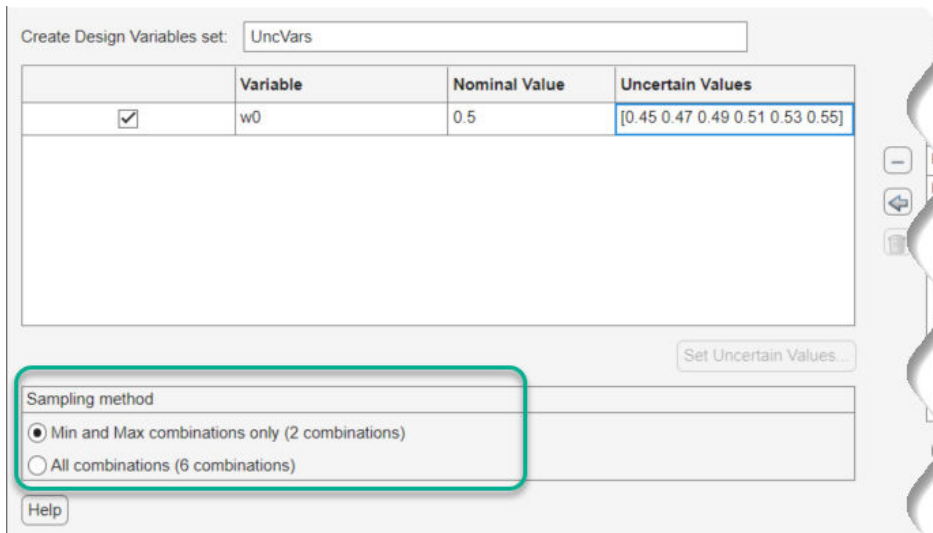 Create Design Variables set: UncVars
Variable Nominal Value Uncertain Values
w0 0.5 [0.45 0.47 0.49 0.51 0.53 0.55]
Set Uncertain Values...
Sampling method
Min and Max combinations only (2 combinations)
All combinations (6 combinations)
Help